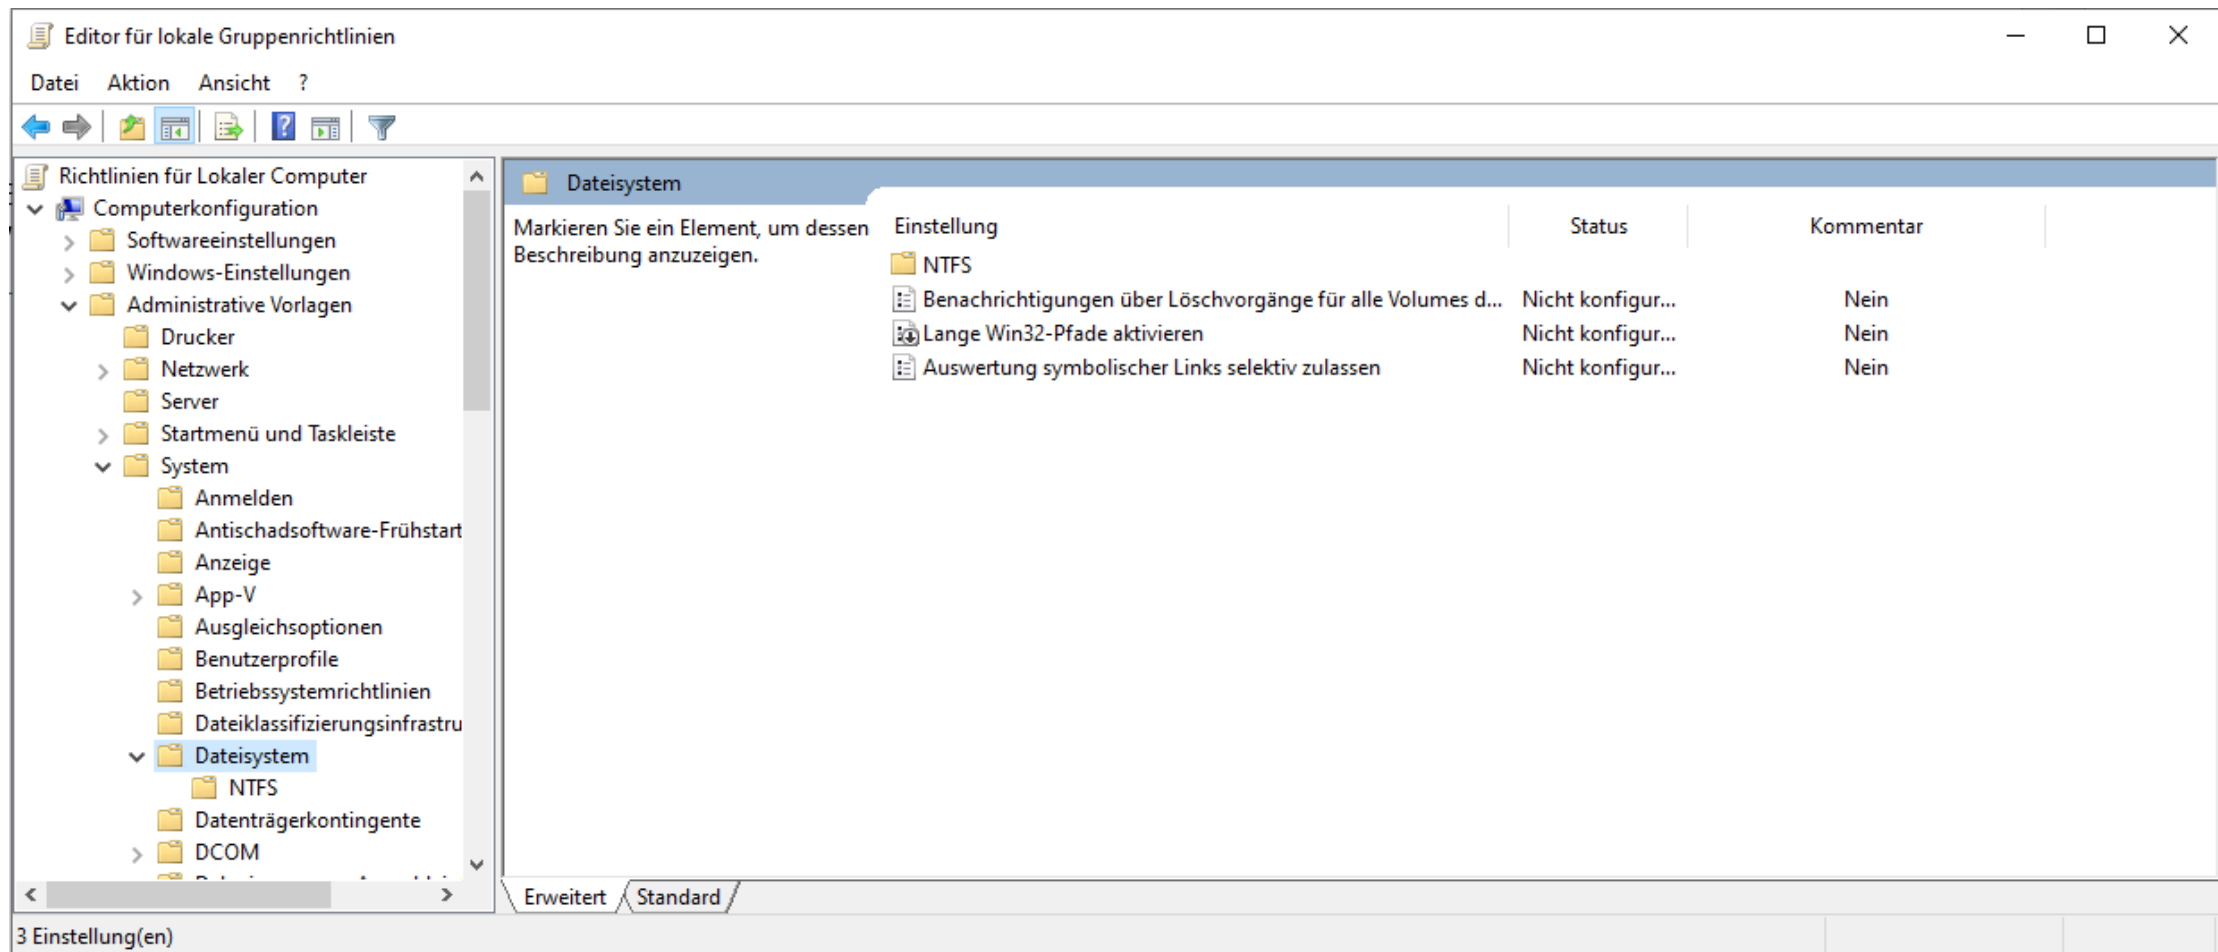 Editor für lokale Gruppenrichtlinien
Datei Aktion Ansicht ?
Richtlinien für Lokaler Computer
Computerkonfiguration
Softwareeinstellungen
Windows-Einstellungen
Administrative Vorlagen
Drucker
Netzwerk
Server
Startmenü und Taskleiste
System
Anmelden
Antischadsoftware-Frühstart
Anzeige
App-V
Ausgleichsoptionen
Benutzerprofile
Betriebssystemrichtlinien
Dateiklassifizierungsinfrastru
Dateisystem
NTFS
Datenträgerkontingente
DCOM
Dateisystem
Markieren Sie ein Element, um dessen
Beschreibung anzuzeigen.
Einstellung Status Kommentar
NTFS
Benachrichtigungen über Löschvorgänge für alle Volumes d... Nicht konfigur... Nein
Lange Win32-Pfade aktivieren Nicht konfigur... Nein
Auswertung symbolischer Links selektiv zulassen Nicht konfigur... Nein
Erweitert Standard
3 Einstellung(en)